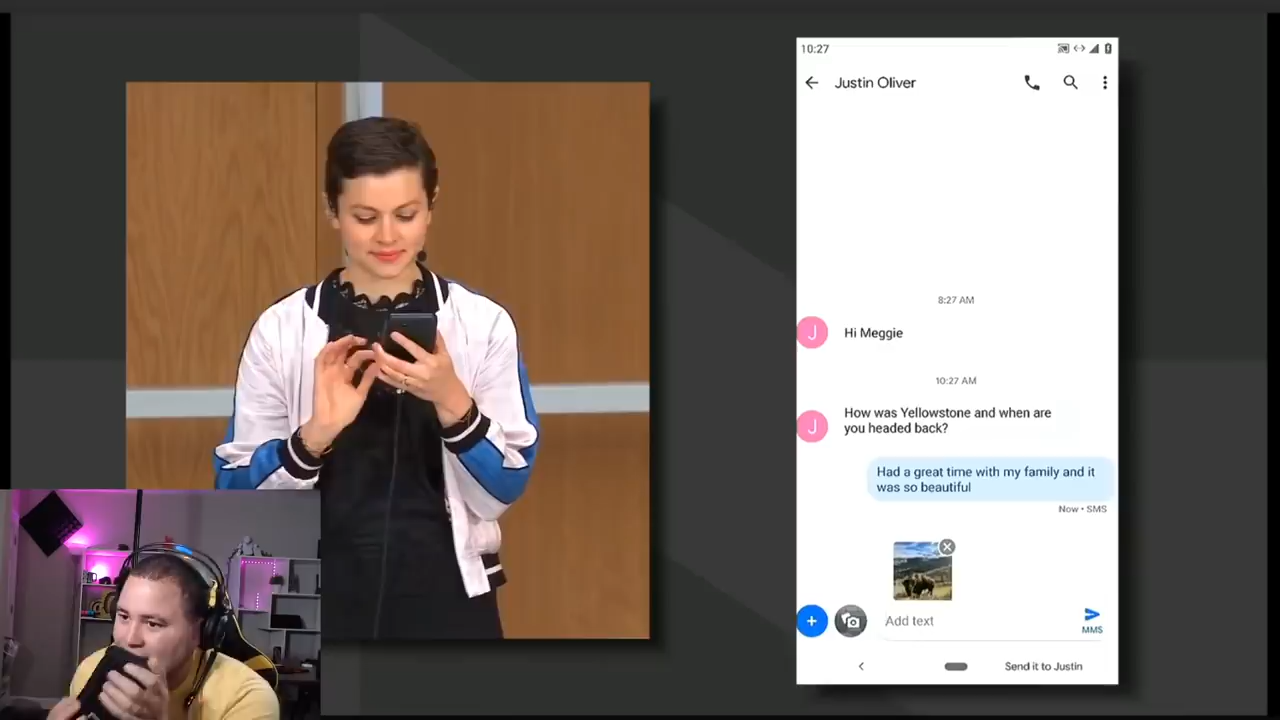 10:27
Justin Oliver
8:27 AM
J
Hi Meggie
10:27 AM
How was Yellowstone and when are
J
you headed back?
Had a great time with my family and it
was so beautiful
Now • SMS
Add text
MMS
Send it to Justin